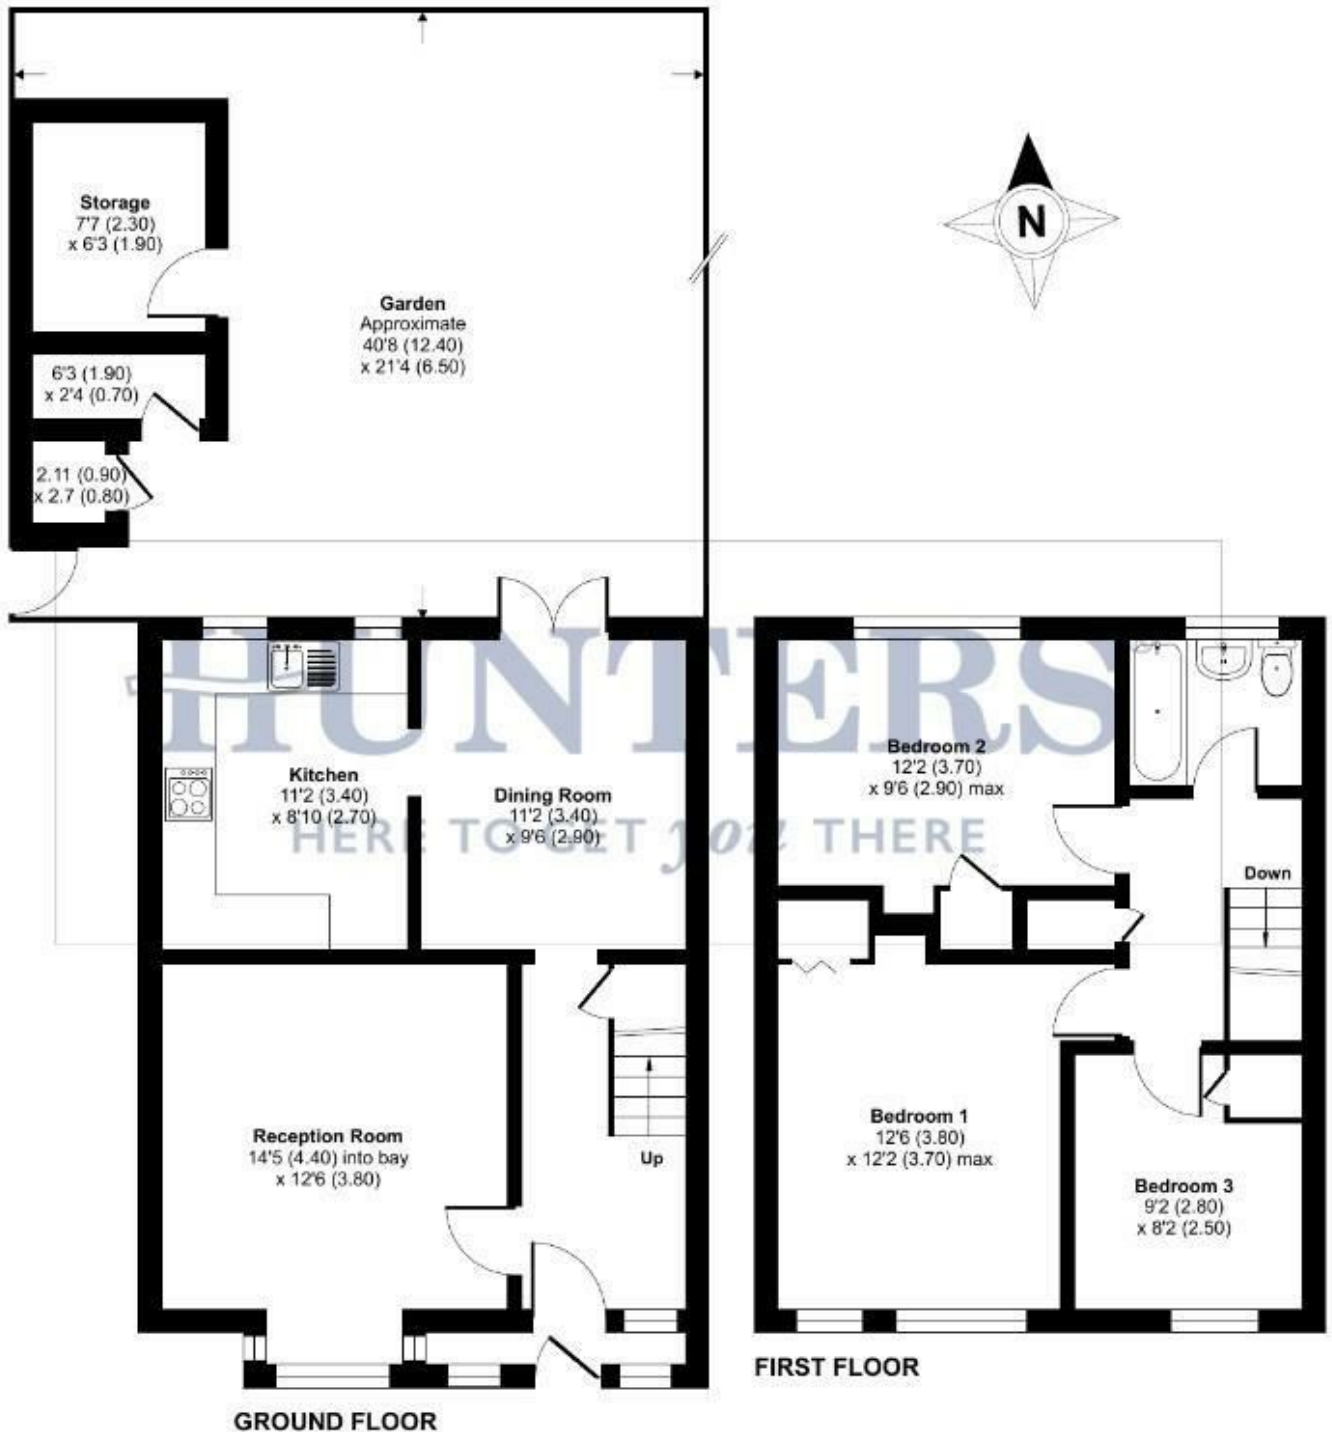 Storage
7'7 (2.30)
x 6'3 (1.90)
N
Garden
Approximate
40'8 (12.40)
x 21'4 (6.50)
6'3 (1.90)
x 2'4 (0.70)
2.11 (0.90)
x 2.7 (0.80)
HUNTERS
HERE TO GET you THERE
Kitchen
11'2 (3.40)
x 8'10 (2.70)
Dining Room
11'2 (3.40)
x 9'6 (2.90)
Bedroom 2
12'2 (3.70)
x 9'6 (2.90) max
Down
Reception Room
14'5 (4.40) into bay
x 12'6 (3.80)
Up
Bedroom 1
12'6 (3.80)
x 12'2 (3.70) max
Bedroom 3
9'2 (2.80)
x 8'2 (2.50)
FIRST FLOOR
GROUND FLOOR